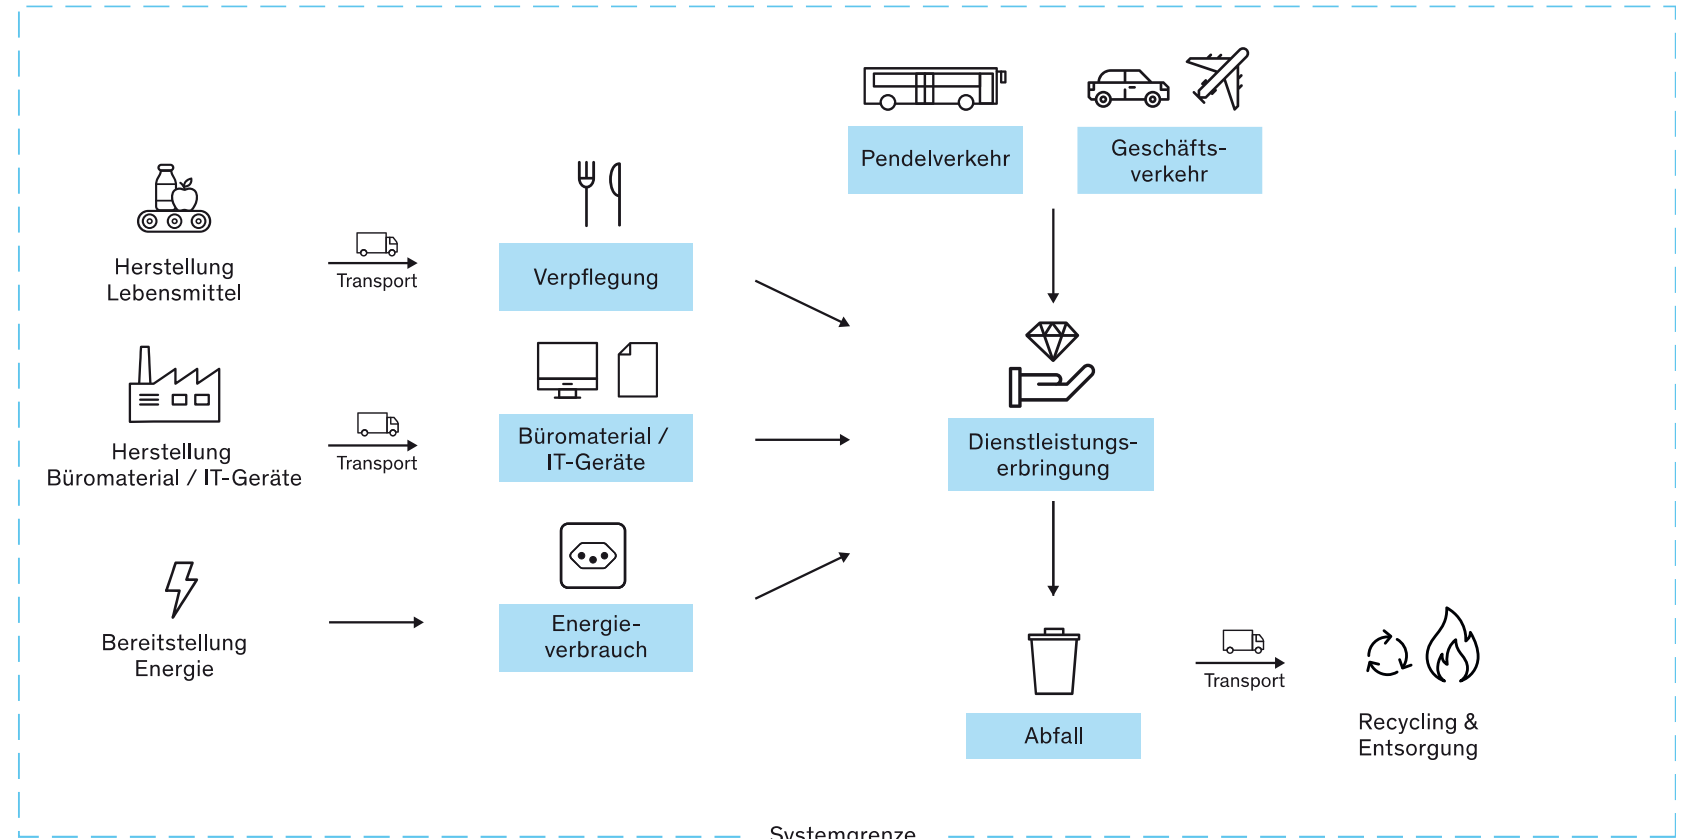 Pendelverkehr
Geschäfts-
verkehr
Herstellung
Lebensmittel
Transport
Verpflegung
Herstellung
Büromaterial / IT-Geräte
Transport
Büromaterial /
IT-Geräte
Dienstleistungs-
erbringung
Bereitstellung
Energie
Energie-
verbrauch
Abfall
Transport
Recycling &
Entsorgung
Systemgrenze